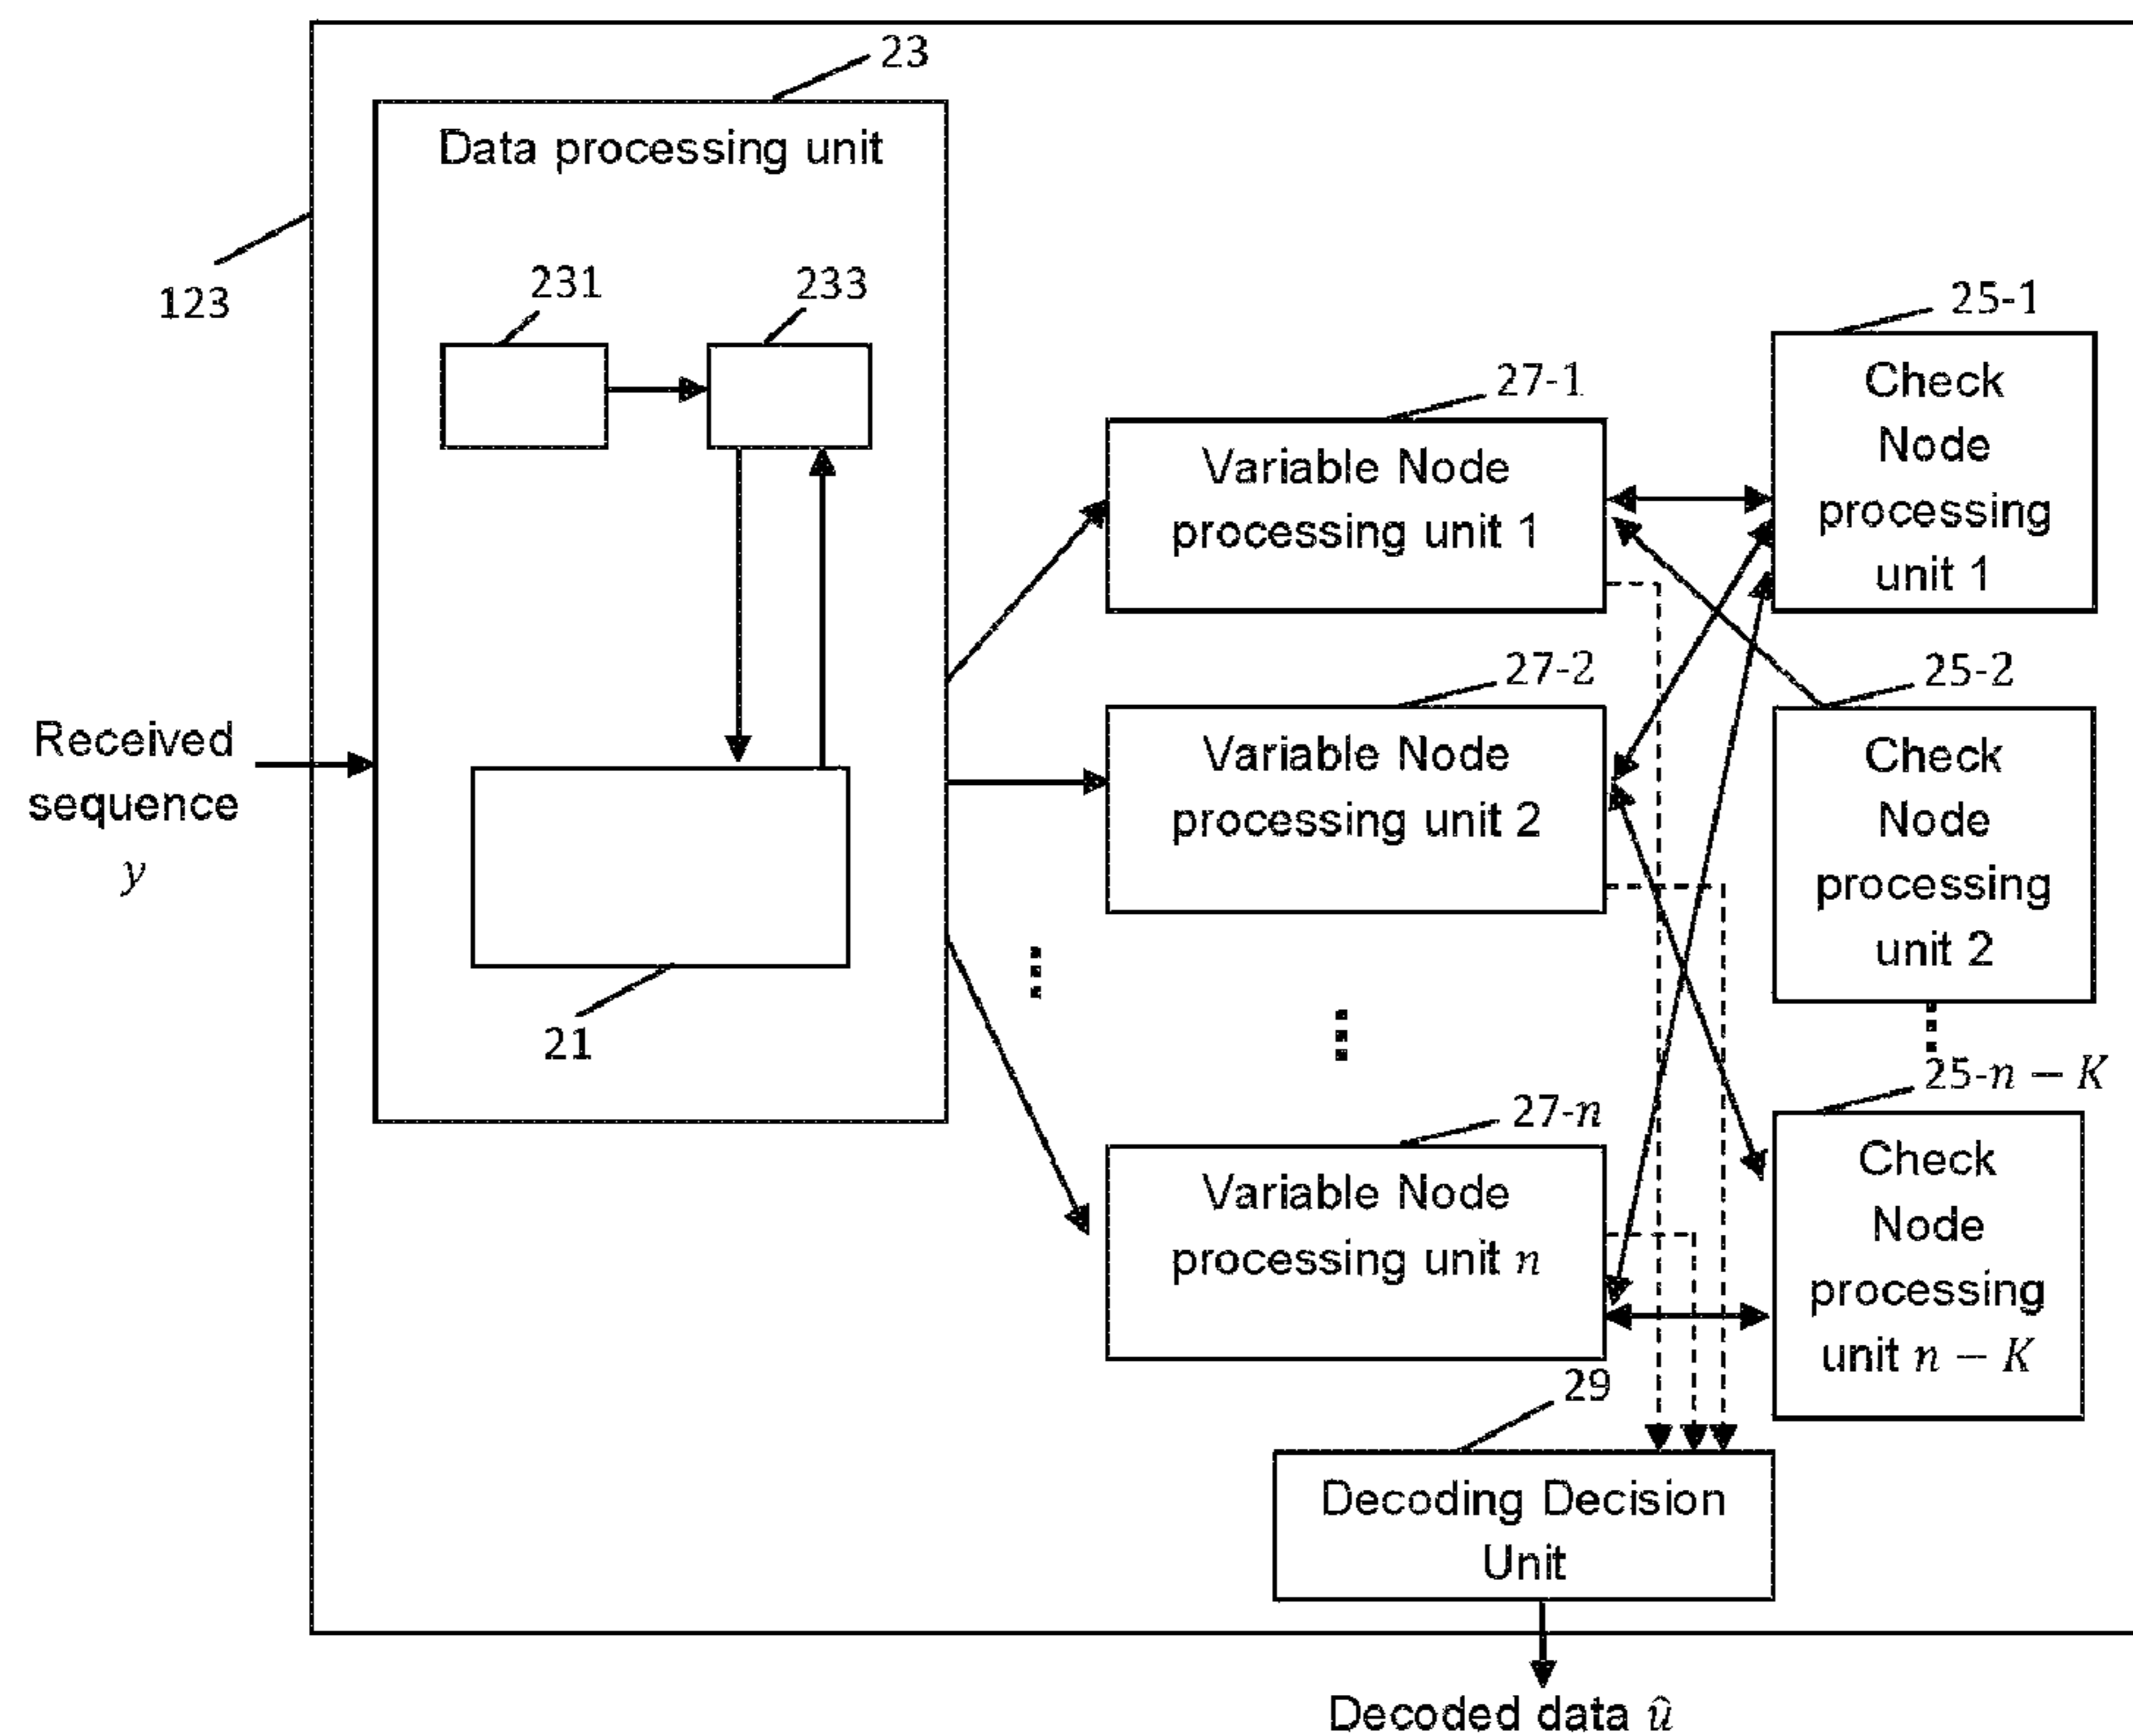 23
Data processing unit
123
231
233
25-1
Check
Node
processing
unit 1
27-1
Variable Node
processing unit 1
27-2
Variable Node
processing unit 2
25-2
Check
Node
processing
unit 2
Received
sequence
y
21
25-n − K
Check
Node
processing
unit n − K
27-n
Variable Node
processing unit n
29
Decoding Decision
Unit
Decoded data û